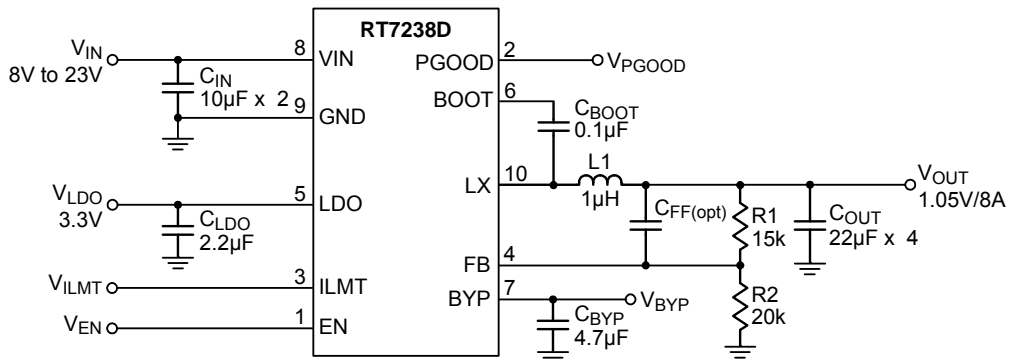 RT7238D
VIN
8V to 23V
8
VIN
CIN
10µF x 2
9
GND
VLDO
3.3V
5
LDO
CLDO
2.2µF
VILMT
3
ILMT
VEN
1
EN
PGOOD
2
VPGOOD
BOOT
6
CBOOT
0.1µF
LX
10
L1
1µH
VOUT
1.05V/8A
CFF(opt)
R1
15k
COUT
22µF x 4
FB
4
R2
20k
BYP
7
VBYP
CBYP
4.7µF